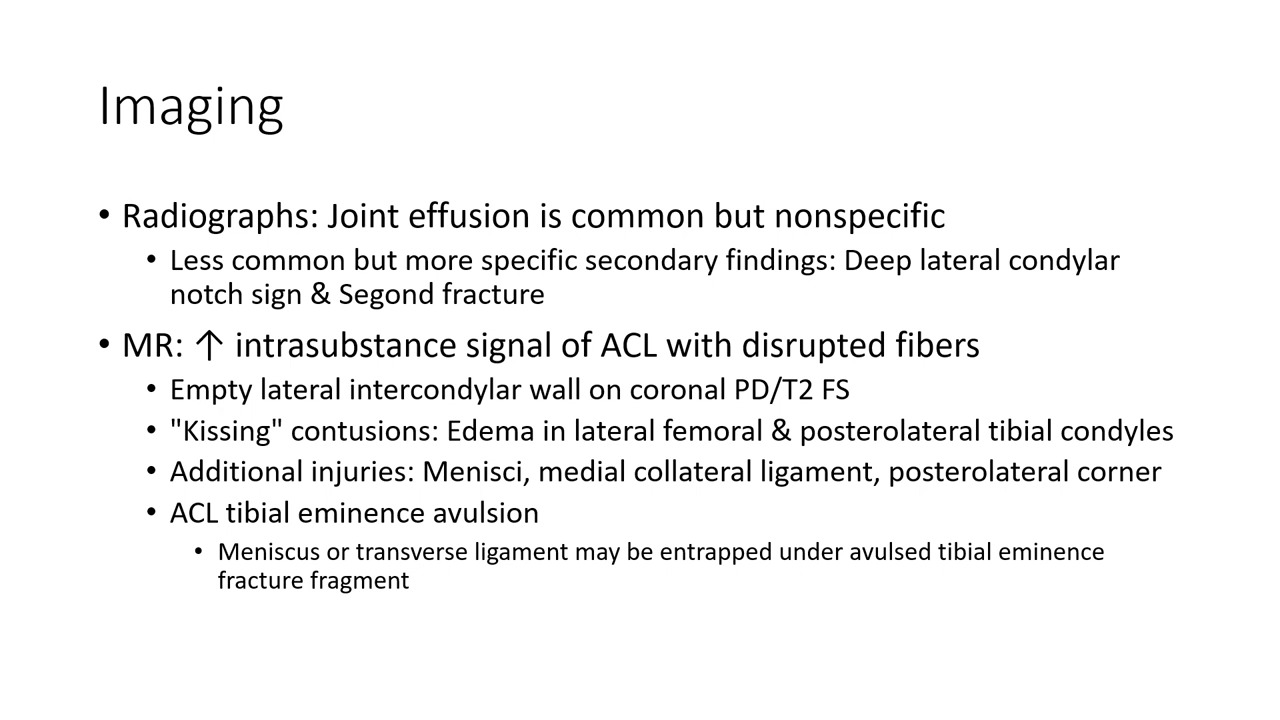 Imaging
• Radiographs: Joint effusion is common but nonspecific
• Less common but more specific secondary findings: Deep lateral condylar
notch sign & Segond fracture
• MR: ↑ intrasubstance signal of ACL with disrupted fibers
• Empty lateral intercondylar wall on coronal PD/T2 FS
• "Kissing" contusions: Edema in lateral femoral & posterolateral tibial condyles
• Additional injuries: Menisci, medial collateral ligament, posterolateral corner
• ACL tibial eminence avulsion
• Meniscus or transverse ligament may be entrapped under avulsed tibial eminence
fracture fragment